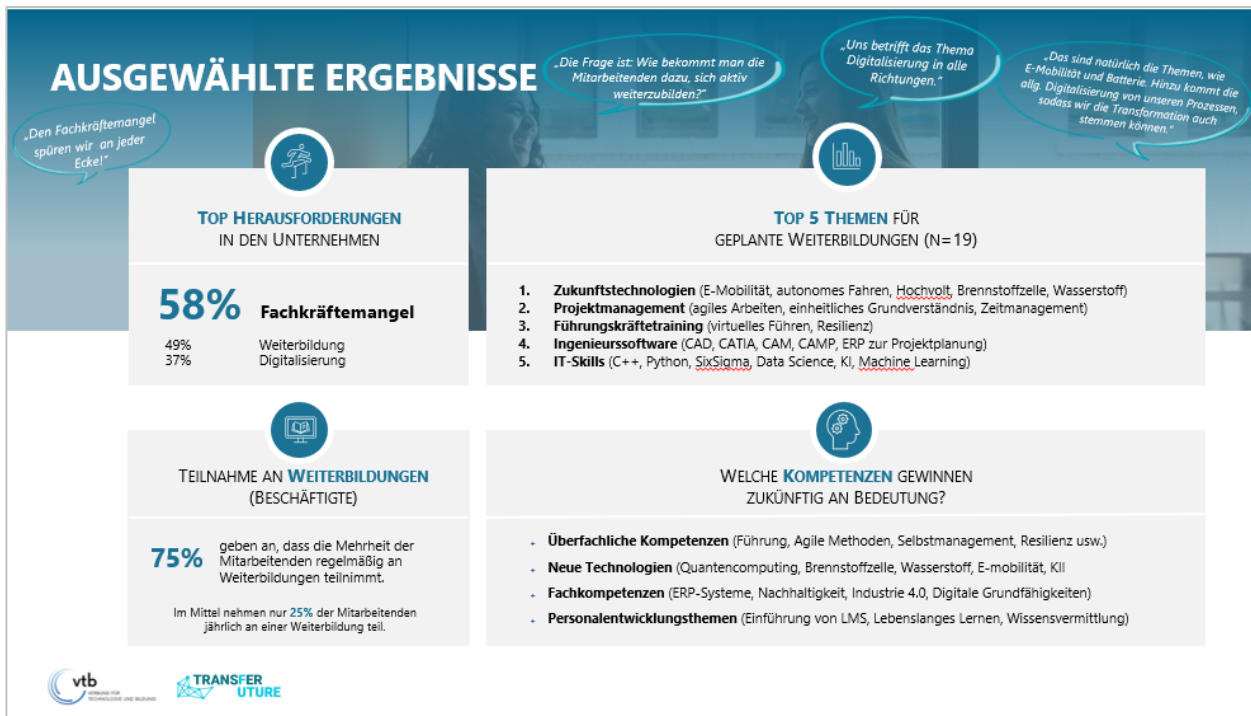 AUSGEWÄHLTE ERGEBNISSE
„Den Fachkräftemangel
spüren wir an jeder
Ecke!“
„Die Frage ist: Wie bekommt man die
Mitarbeitenden dazu, sich aktiv
weiterzubilden?“
„Uns betrifft das Thema
Digitalisierung in alle
Richtungen.“
„Das sind natürlich die Themen, wie
E-Mobilität und Batterie. Hinzu kommt die
allg. Digitalisierung von unseren Prozessen,
sodass wir die Transformation auch
stemmen können.“
TOP HERAUSFORDERUNGEN
IN DEN UNTERNEHMEN
58% Fachkräftemangel
49% Weiterbildung
37% Digitalisierung
TOP 5 THEMEN FÜR
GEPLANTE WEITERBILDUNGEN (N=19)
1. Zukunftstechnologien (E-Mobilität, autonomes Fahren, Hochvolt, Brennstoffzelle, Wasserstoff)
2. Projektmanagement (agiles Arbeiten, einheitliches Grundverständnis, Zeitmanagement)
3. Führungskräftetraining (virtuelles Führen, Resilienz)
4. Ingenieurssoftware (CAD, CATIA, CAM, CAMP, ERP zur Projektplanung)
5. IT-Skills (C++, Python, SixSigma, Data Science, KI, Machine Learning)
TEILNAHME AN WEITERBILDUNGEN
(BESCHÄFTIGTE)
75% geben an, dass die Mehrheit der
Mitarbeitenden regelmäßig an
Weiterbildungen teilnimmt.
Im Mittel nehmen nur 25% der Mitarbeitenden
jährlich an einer Weiterbildung teil.
WELCHE KOMPETENZEN GEWINNEN
ZUKÜNFTIG AN BEDEUTUNG?
+ Überfachliche Kompetenzen (Führung, Agile Methoden, Selbstmanagement, Resilienz usw.)
+ Neue Technologien (Quantencomputing, Brennstoffzelle, Wasserstoff, E-mobilität, KII
+ Fachkompetenzen (ERP-Systeme, Nachhaltigkeit, Industrie 4.0, Digitale Grundfähigkeiten)
+ Personalentwicklungsthemen (Einführung von LMS, Lebenslanges Lernen, Wissensvermittlung)
vtb
VERBUND FÜR
TECHNOLOGIE UND BILDUNG
TRANSFER
UTURE